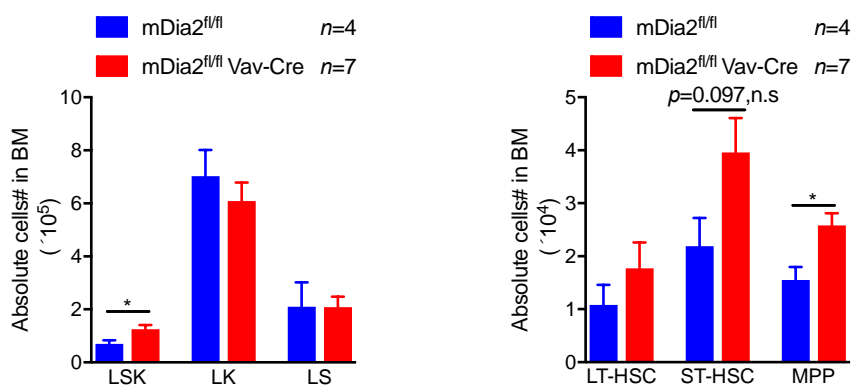 mDia2fl/fl n=4
mDia2fl/fl Vav-Cre n=7
Absolute cells# in BM
(´10⁵)
10
8
6
4
2
0
LSK LK LS
*
mDia2fl/fl n=4
mDia2fl/fl Vav-Cre n=7
p=0.097,n.s
Absolute cells# in BM
(´10⁴)
5
4
3
2
1
0
*
LT-HSC ST-HSC MPP